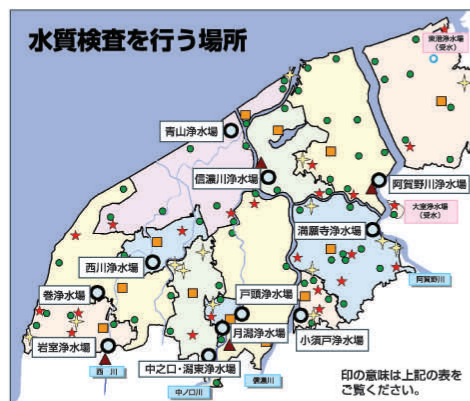 水質検査を行う場所
東港浄水場
(受水)
青山浄水場
信濃川浄水場
阿賀野川浄水場
大室浄水場
(受水)
満願寺浄水場
西川浄水場
阿賀野川
巻浄水場
戸頭浄水場
月潟浄水場
小須戸浄水場
岩室浄水場
中之口・潟東浄水場
西川
中ノ口川
信濃川
印の意味は上記の表を
ご覧ください。